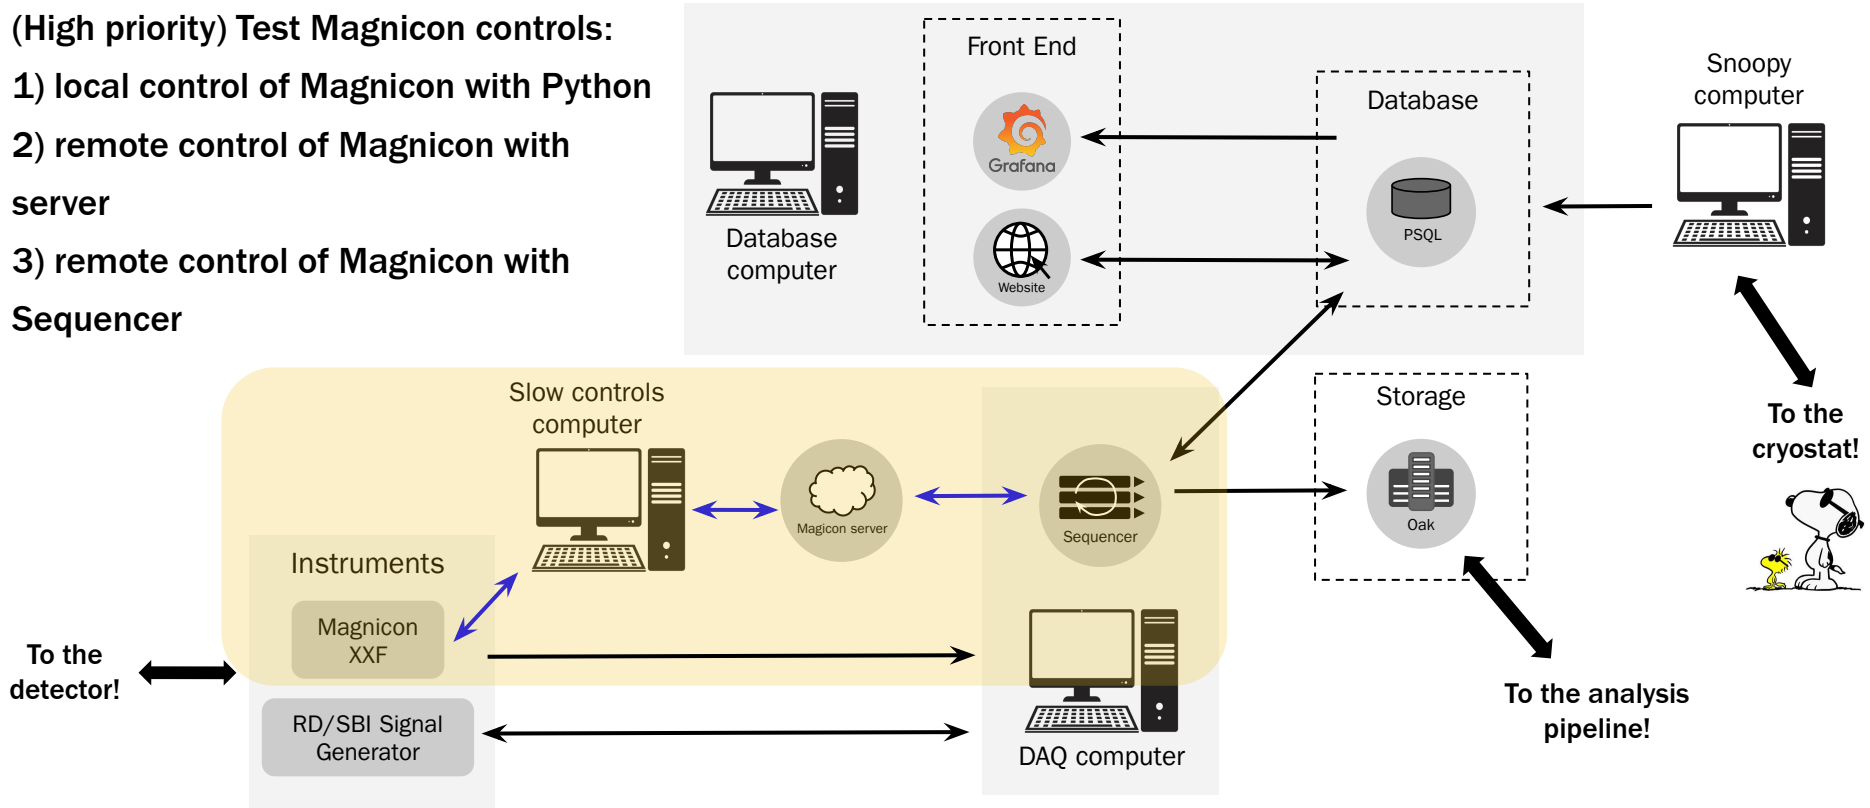 (High priority) Test Magnicon controls:
1) local control of Magnicon with Python
2) remote control of Magnicon with
server
3) remote control of Magnicon with
Sequencer
Front End
Grafana
Website
Database
computer
Database
PSQL
Snoopy
computer
To the
cryostat!
Slow controls
computer
Magicon server
Sequencer
Storage
Oak
Instruments
Magnicon
XXF
RD/SBI Signal
Generator
To the
detector!
DAQ computer
To the analysis
pipeline!